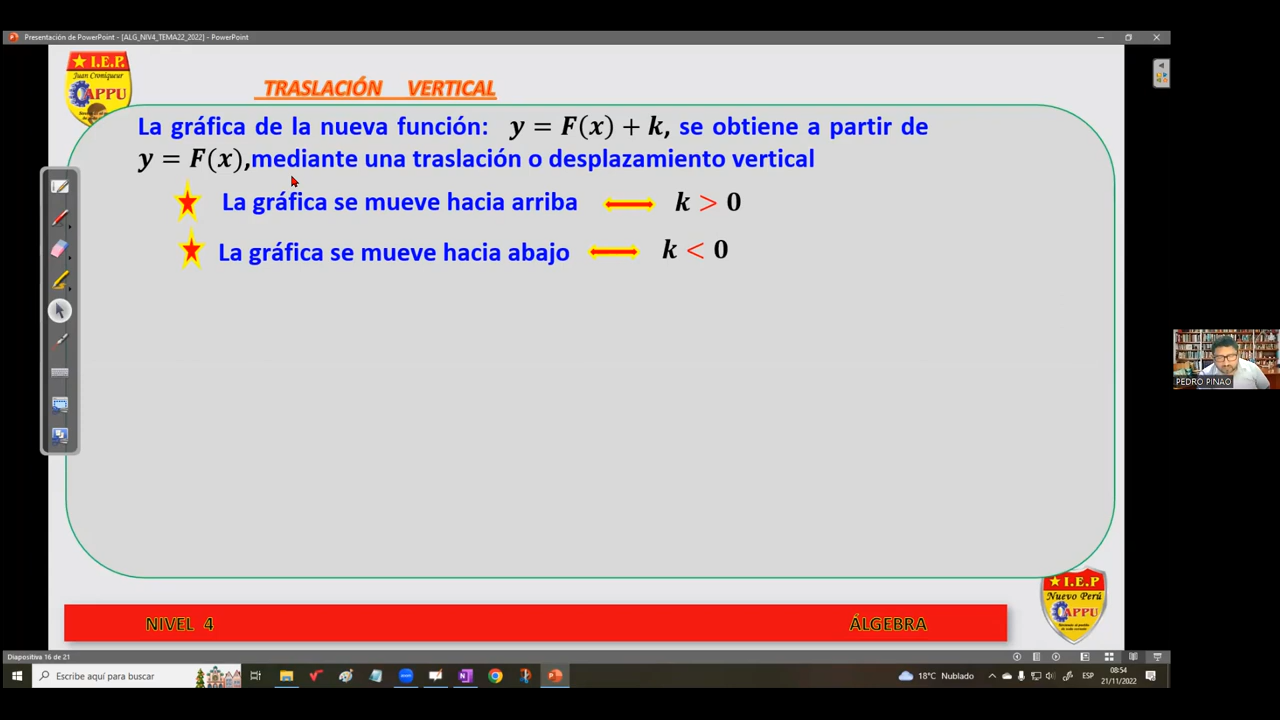 Presentación de PowerPoint - [ALG_NIV4_TEMA22_2022] - PowerPoint
I.E.P.
Juan Croniqueur
CAPPU
TRASLACIÓN VERTICAL
La gráfica de la nueva función: y = F(x) + k, se obtiene a partir de
y = F(x),mediante una traslación o desplazamiento vertical
La gráfica se mueve hacia arriba k > 0
La gráfica se mueve hacia abajo k < 0
PEDRO PINAO
I.E.P
Nuevo Perú
CAPPU
NIVEL 4 ÁLGEBRA
Diapositiva 16 de 21
Escribe aquí para buscar
18°C Nublado
ESP
08:54
21/11/2022